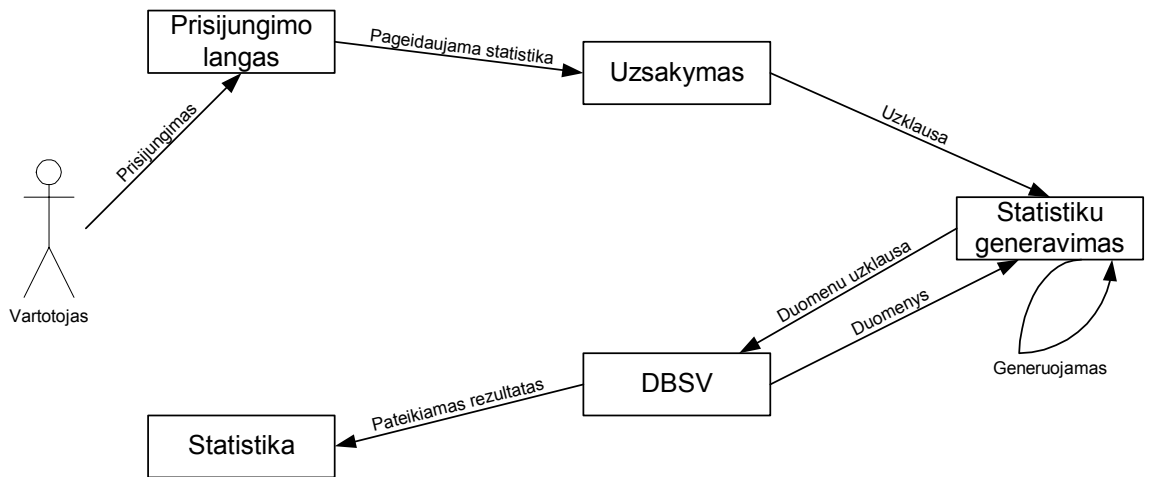 Prisijungimo
langas
Pageidaujama statistika
Uzsakymas
Uzklausa
Prisijungimas
Vartotojas
Statistiku
generavimas
Duomenu uzklausa
Duomenys
Generuojamas
DBSV
Pateikiamas rezultatas
Statistika